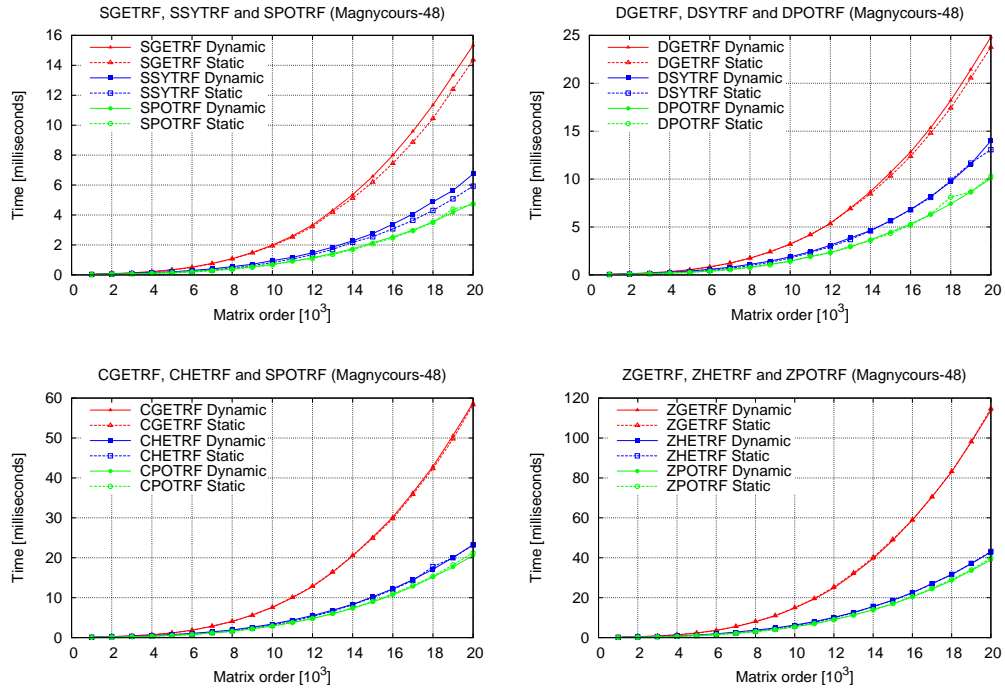 SGETRF, SSYTRF and SPOTRF (Magnycours-48)
Time [milliseconds]
16
14
12
10
8
6
4
2
0
SGETRF Dynamic
SGETRF Static
SSYTRF Dynamic
SSYTRF Static
SPOTRF Dynamic
SPOTRF Static
0 2 4 6 8 10 12 14 16 18 20
Matrix order [10³]
DGETRF, DSYTRF and DPOTRF (Magnycours-48)
Time [milliseconds]
25
20
15
10
5
0
DGETRF Dynamic
DGETRF Static
DSYTRF Dynamic
DSYTRF Static
DPOTRF Dynamic
DPOTRF Static
0 2 4 6 8 10 12 14 16 18 20
Matrix order [10³]
CGETRF, CHETRF and SPOTRF (Magnycours-48)
Time [milliseconds]
60
50
40
30
20
10
0
CGETRF Dynamic
CGETRF Static
CHETRF Dynamic
CHETRF Static
CPOTRF Dynamic
CPOTRF Static
0 2 4 6 8 10 12 14 16 18 20
Matrix order [10³]
ZGETRF, ZHETRF and ZPOTRF (Magnycours-48)
Time [milliseconds]
120
100
80
60
40
20
0
ZGETRF Dynamic
ZGETRF Static
ZHETRF Dynamic
ZHETRF Static
ZPOTRF Dynamic
ZPOTRF Static
0 2 4 6 8 10 12 14 16 18 20
Matrix order [10³]